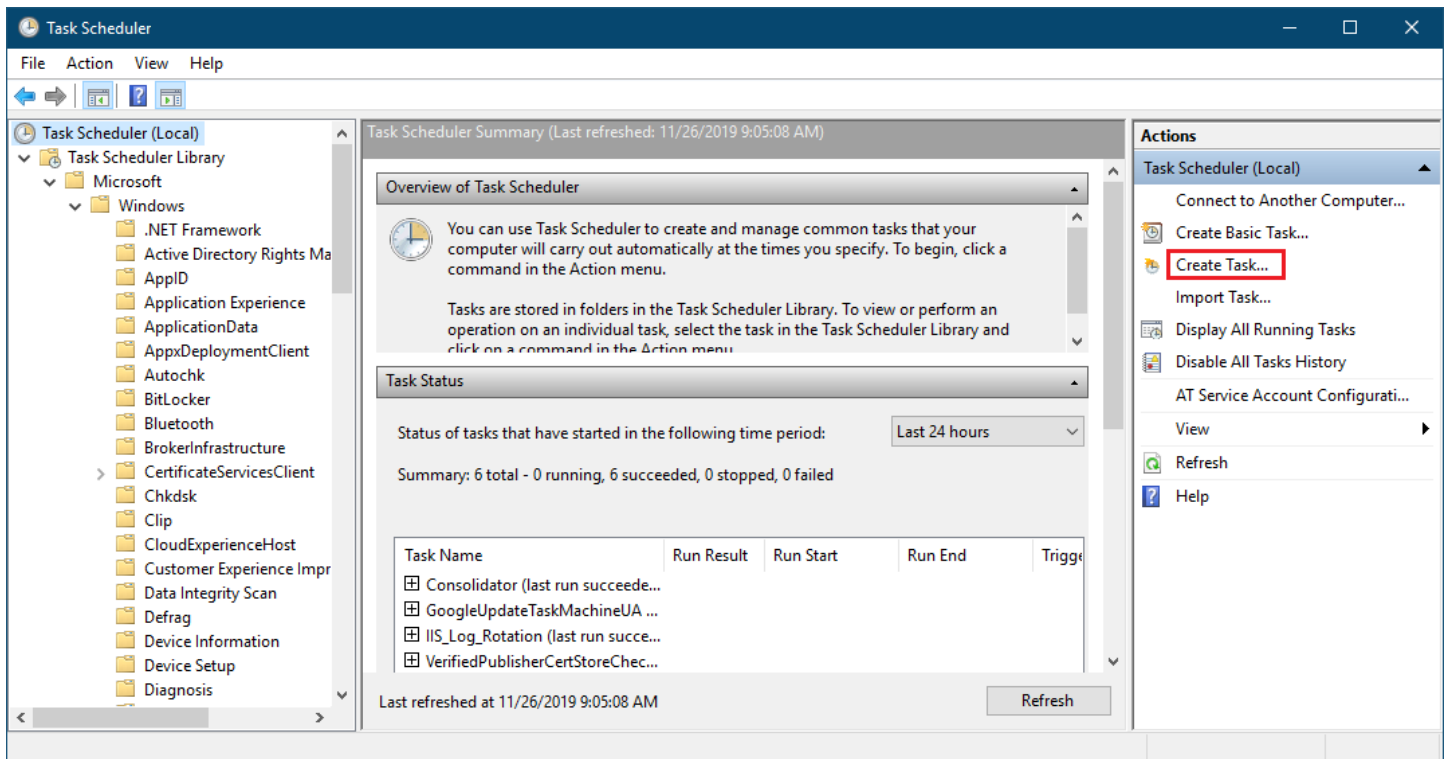 Task Scheduler
File Action View Help
Task Scheduler (Local)
Task Scheduler Library
Microsoft
Windows
.NET Framework
Active Directory Rights Ma
AppID
Application Experience
ApplicationData
AppxDeploymentClient
Autochk
BitLocker
Bluetooth
BrokerInfrastructure
CertificateServicesClient
Chkdsk
Clip
CloudExperienceHost
Customer Experience Impr
Data Integrity Scan
Defrag
Device Information
Device Setup
Diagnosis
Task Scheduler Summary (Last refreshed: 11/26/2019 9:05:08 AM)
Overview of Task Scheduler
You can use Task Scheduler to create and manage common tasks that your
computer will carry out automatically at the times you specify. To begin, click a
command in the Action menu.
Tasks are stored in folders in the Task Scheduler Library. To view or perform an
operation on an individual task, select the task in the Task Scheduler Library and
click on a command in the Action menu
Task Status
Status of tasks that have started in the following time period: Last 24 hours
Summary: 6 total - 0 running, 6 succeeded, 0 stopped, 0 failed
Task Name Run Result Run Start Run End Trigge
Consolidator (last run succeede...
GoogleUpdateTaskMachineUA ...
IIS_Log_Rotation (last run succe...
VerifiedPublisherCertStoreChec...
Last refreshed at 11/26/2019 9:05:08 AM Refresh
Actions
Task Scheduler (Local)
Connect to Another Computer...
Create Basic Task...
Create Task...
Import Task...
Display All Running Tasks
Disable All Tasks History
AT Service Account Configurati...
View
Refresh
Help